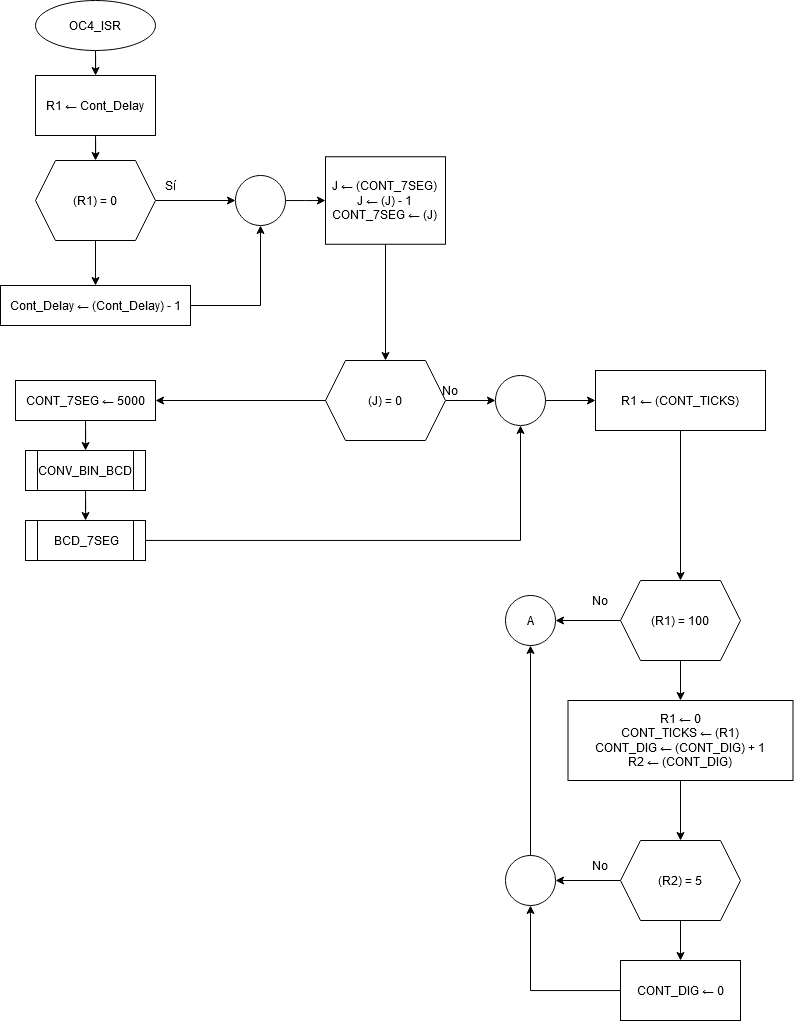 OC4_ISR
R1 ← Cont_Delay
(R1) = 0
Sí
Cont_Delay ← (Cont_Delay) - 1
J ← (CONT_7SEG)
J ← (J) - 1
CONT_7SEG ← (J)
(J) = 0
No
CONT_7SEG ← 5000
CONV_BIN_BCD
BCD_7SEG
R1 ← (CONT_TICKS)
(R1) = 100
No
A
R1 ← 0
CONT_TICKS ← (R1)
CONT_DIG ← (CONT_DIG) + 1
R2 ← (CONT_DIG)
(R2) = 5
No
CONT_DIG ← 0